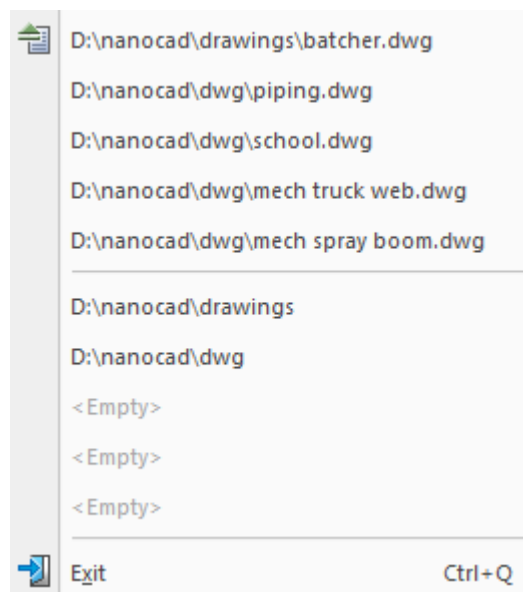 D:\nanocad\drawings\batcher.dwg
D:\nanocad\dwg\piping.dwg
D:\nanocad\dwg\school.dwg
D:\nanocad\dwg\mech truck web.dwg
D:\nanocad\dwg\mech spray boom.dwg
D:\nanocad\drawings
D:\nanocad\dwg
<Empty>
<Empty>
<Empty>
Exit Ctrl+Q